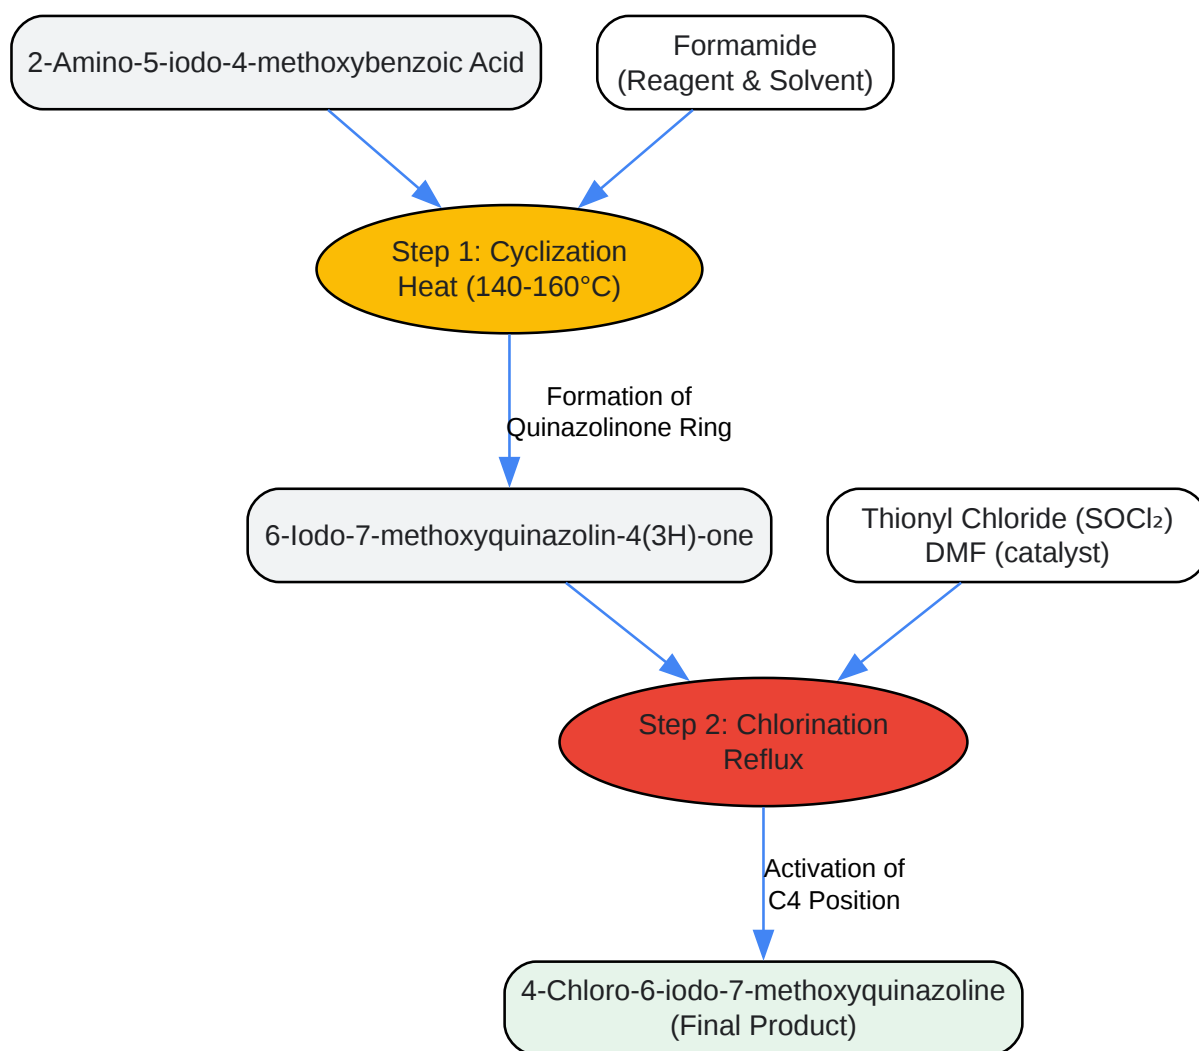 2-Amino-5-iodo-4-methoxybenzoic Acid
Formamide
(Reagent & Solvent)
Step 1: Cyclization
Heat (140-160°C)
Formation of
Quinazolinone Ring
6-Iodo-7-methoxyquinazolin-4(3H)-one
Thionyl Chloride (SOCl₂)
DMF (catalyst)
Step 2: Chlorination
Reflux
Activation of
C4 Position
4-Chloro-6-iodo-7-methoxyquinazoline
(Final Product)